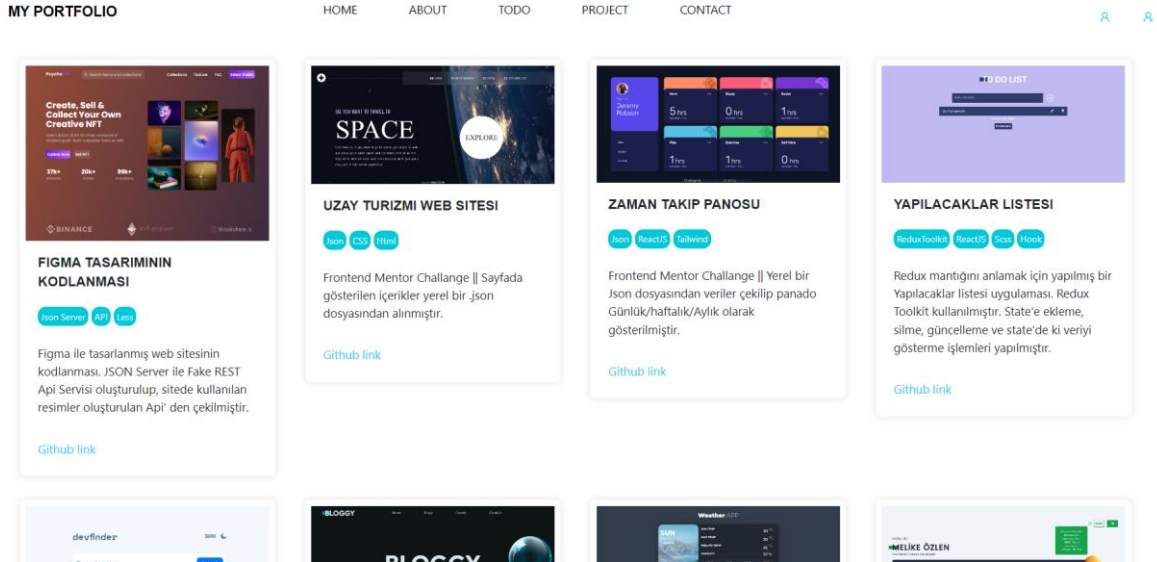 MY PORTFOLIO
HOME ABOUT TODO PROJECT CONTACT
Create, Sell &
Collect Your Own
Creative NFT
37k+ 20k+ 99k+
BINANCE
FIGMA TASARIMININ
KODLANMASI
Json Server API Less
Figma ile tasarlanmış web sitesinin
kodlanması. JSON Server ile Fake REST
Api Servisi oluşturulup, sitede kullanılan
resimler oluşturulan Api' den çekilmiştir.
Github link
SO, YOU WANT TO TRAVEL TO
SPACE
EXPLORE
UZAY TURIZMI WEB SITESI
Json CSS Html
Frontend Mentor Challange || Sayfada
gösterilen içerikler yerel bir .json
dosyasından alınmıştır.
Github link
Jeremy
Robson
5hrs 0hrs 1hrs
1hrs 1hrs 0hrs
ZAMAN TAKIP PANOSU
Json ReactJS Tailwind
Frontend Mentor Challange || Yerel bir
Json dosyasından veriler çekilip panado
Günlük/haftalık/Aylık olarak
gösterilmiştir.
Github link
TO DO LIST
YAPILACAKLAR LISTESI
ReduxToolkit ReactJS Scss Hook
Redux mantığını anlamak için yapılmış bir
Yapılacaklar listesi uygulaması. Redux
Toolkit kullanılmıştır. State'e ekleme,
silme, güncelleme ve state'de ki veriyi
gösterme işlemleri yapılmıştır.
Github link
devfinder
BLOGGY
BLOGGY
Weather APP
SUN
MELİKE ÖZLEN